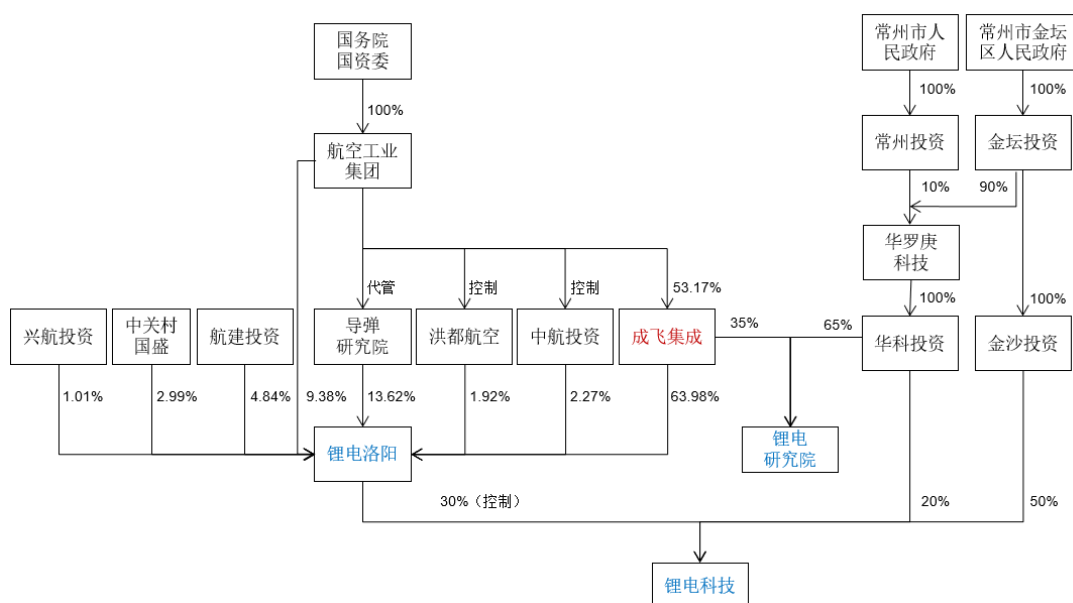 国务院
国资委
常州市人
民政府
常州市金坛
区人民政府
100%
100%
100%
航空工业
集团
常州投资
金坛投资
10%
90%
华罗庚
科技
代管
控制
控制
53.17%
100%
100%
兴航投资
中关村
国盛
航建投资
导弹
研究院
洪都航空
中航投资
成飞集成
35%
65%
华科投资
金沙投资
1.01%
2.99%
4.84%
9.38%
13.62%
1.92%
2.27%
63.98%
锂电洛阳
锂电
研究院
30%（控制）
20%
50%
锂电科技